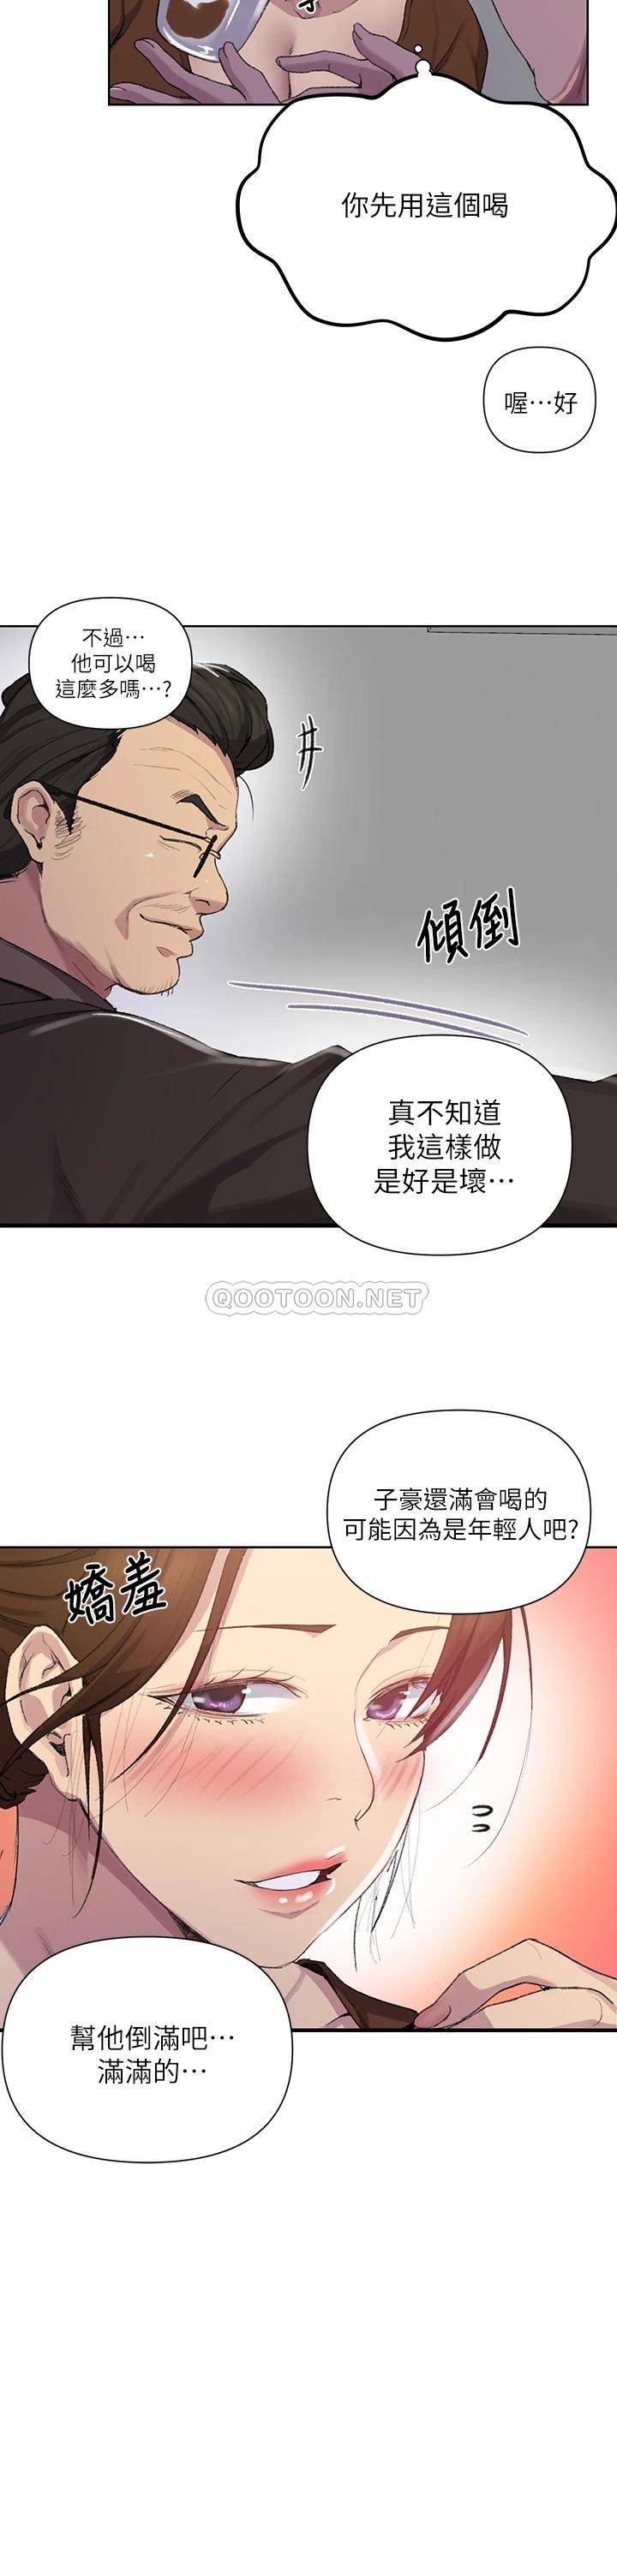 你先用這個喝
喔⋯好
不過⋯
他可以喝
這麼多嗎⋯?
傾倒
真不知道
我這樣做
是好是壞⋯
QOOTOON.NET
子豪還滿會喝的
可能因為是年輕人吧?
嬌羞
幫他倒滿吧⋯
滿滿的⋯